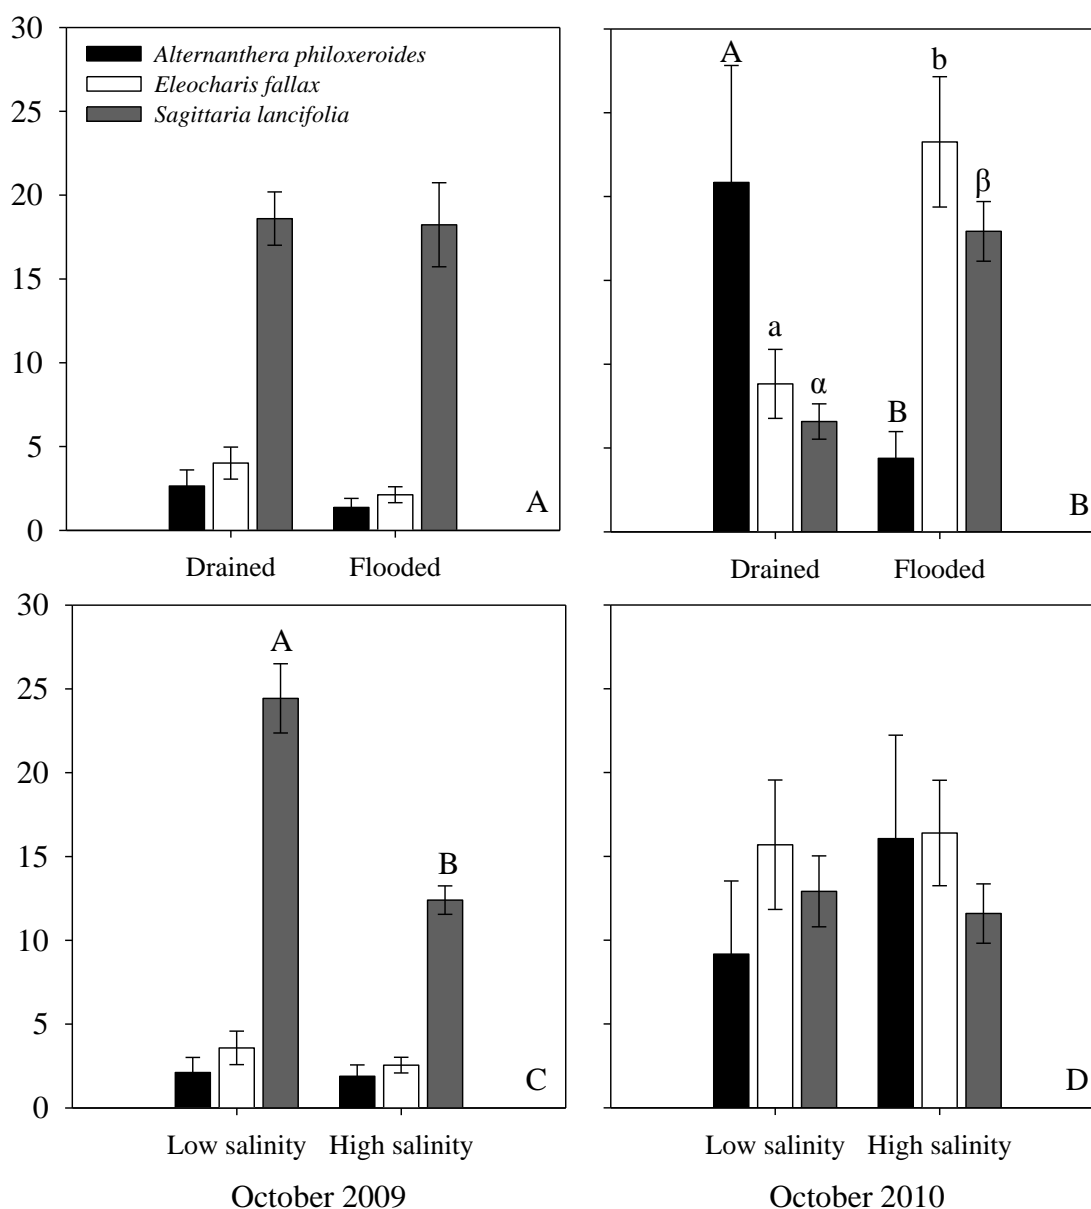 30
25
20
15
10
5
0
Alternanthera philoxeroides
Eleocharis fallax
Sagittaria lancifolia
A
Drained Flooded
A
b
β
a
α
B
B
Drained Flooded
30
25
20
15
10
5
0
A
B
C
Low salinity High salinity
October 2009
D
Low salinity High salinity
October 2010